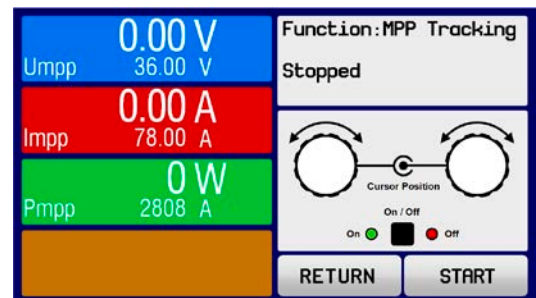 0.00 V
Umpp 36.00 V
0.00 A
Impp 78.00 A
0 W
Pmpp 2808 A
Function:MPP Tracking
Stopped
Cursor Position
On / Off
On Off
RETURN START